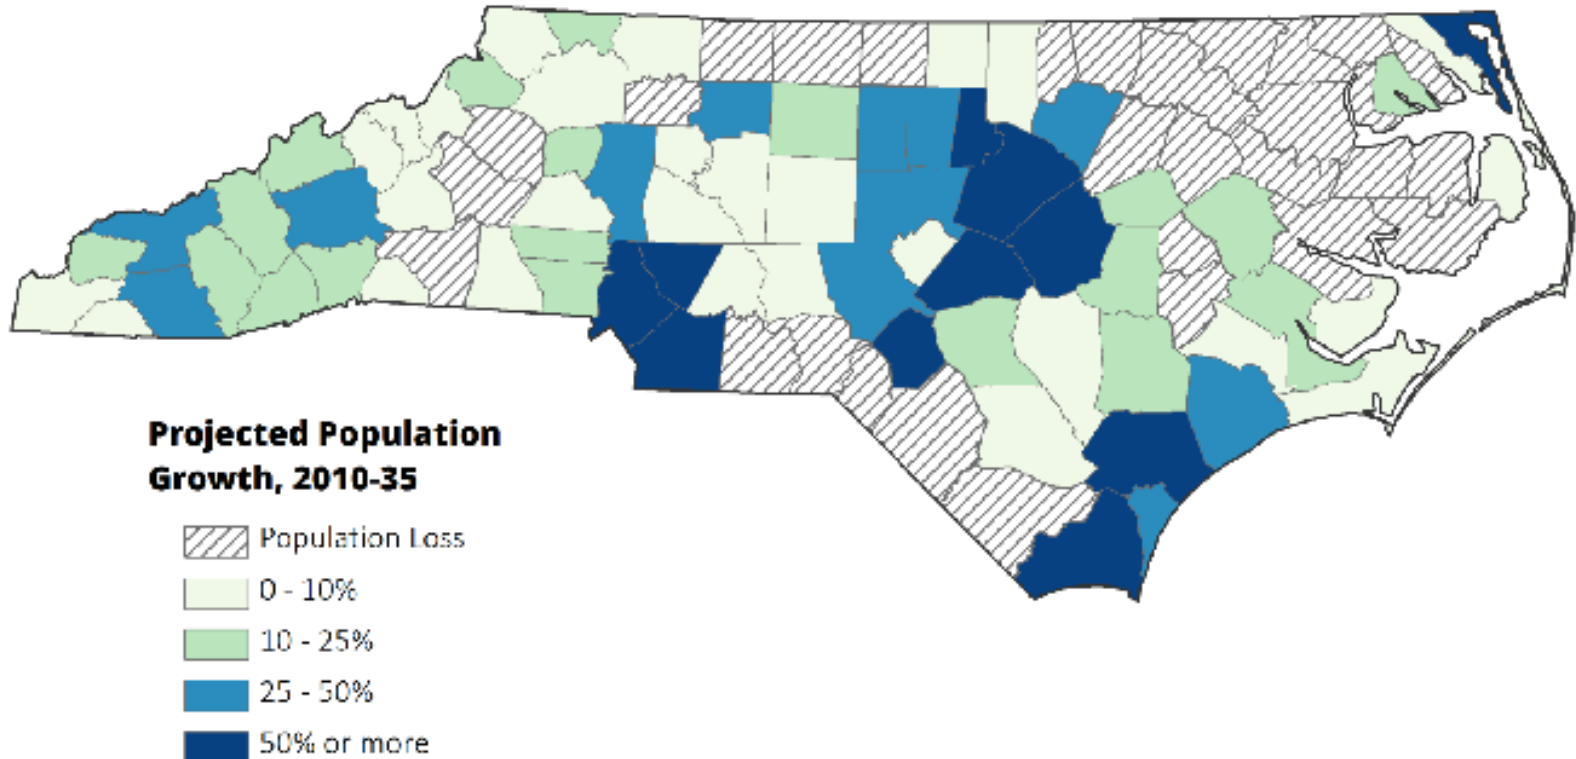 Projected Population
Growth, 2010-35
Population Loss
0 - 10%
10 - 25%
25 - 50%
50% or more